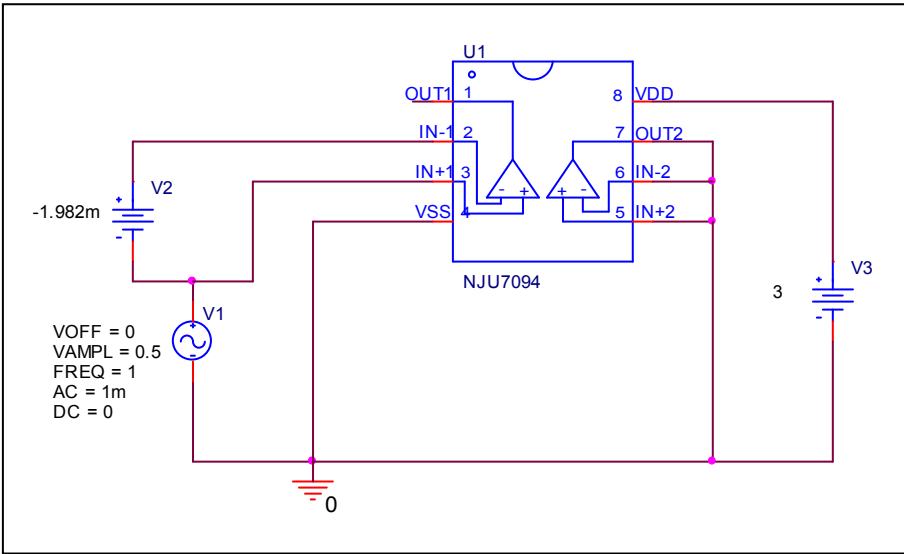 U1
OUT1 1 8 VDD
IN-1 2 7 OUT2
IN+1 3 6 IN-2
VSS 4 5 IN+2
- + + -
NJU7094
+ V2
-1.982m
-
+ V1
-
VOFF = 0
VAMPL = 0.5
FREQ = 1
AC = 1m
DC = 0
+ V3
3
-
0